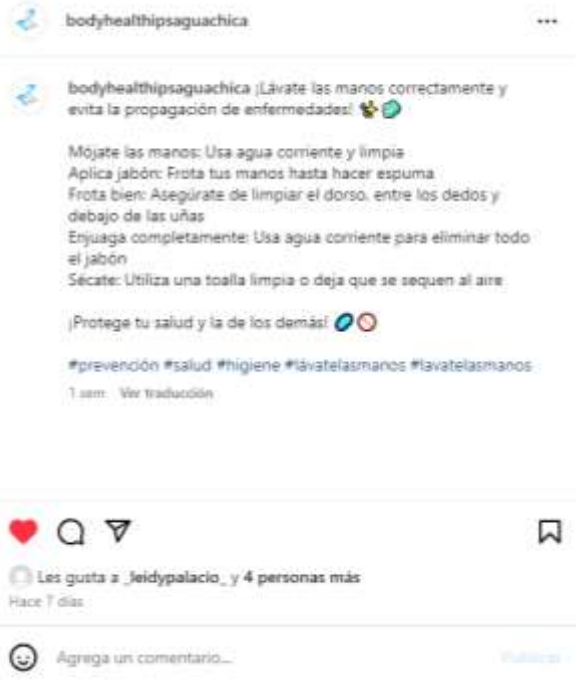 bodyhealthipsaguachica
bodyhealthipsaguachica ¡Lávate las manos correctamente y
evita la propagación de enfermedades!
Mójate las manos: Usa agua corriente y limpia
Aplica jabón: Frota tus manos hasta hacer espuma
Frota bien: Asegúrate de limpiar el dorso, entre los dedos y
debajo de las uñas
Enjuaga completamente: Usa agua corriente para eliminar todo
el jabón
Sécate: Utiliza una toalla limpia o deja que se sequen al aire
¡Protege tu salud y la de los demás!
#prevención #salud #higiene #lávatelasmanos #lavatelasmanos
1 sem Ver traducción
Les gusta a _leidypalacio_ y 4 personas más
Hace 7 días
Agrega un comentario...
Publicar